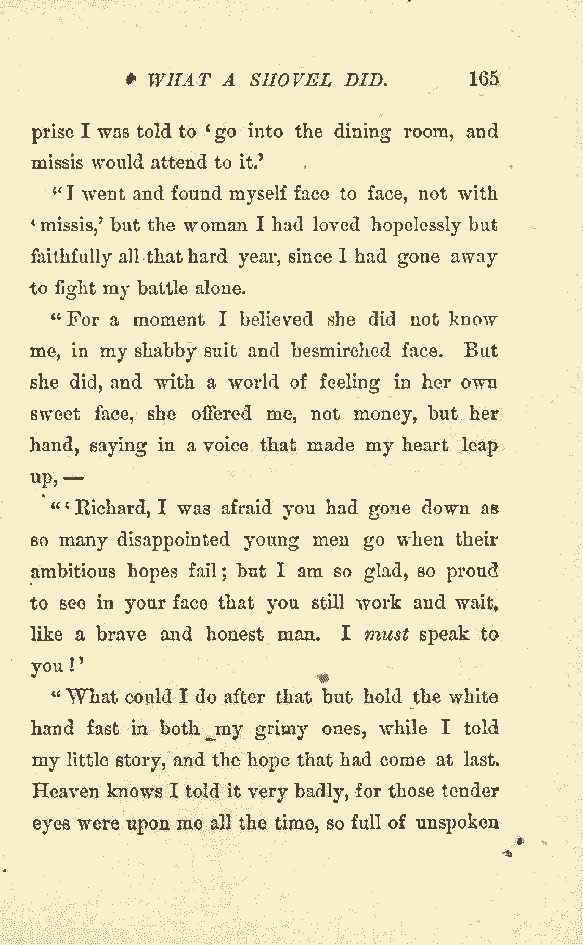 WHAT A SHOVEL DID. 165
prise I was told to ‘go into the dining room, and
missis would attend to it.’
“I went and found myself face to face, not with
‘missis,’ but the woman I had loved hopelessly but
faithfully all that hard year, since I had gone away
to fight my battle alone.
“For a moment I believed she did not know
me, in my shabby suit and besmirched face. But
she did, and with a world of feeling in her own
sweet face, she offered me, not money, but her
hand, saying in a voice that made my heart leap
up,—
“‘Richard, I was afraid you had gone down as
so many disappointed young men go when their
ambitious hopes fail; but I am so glad, so proud
to see in your face that you still work and wait,
like a brave and honest man. I must speak to
you!’
“What could I do after that but hold the white
hand fast in both my grimy ones, while I told
my little story, and the hope that had come at last.
Heaven knows I told it very badly, for those tender
eyes were upon me all the time, so full of unspoken